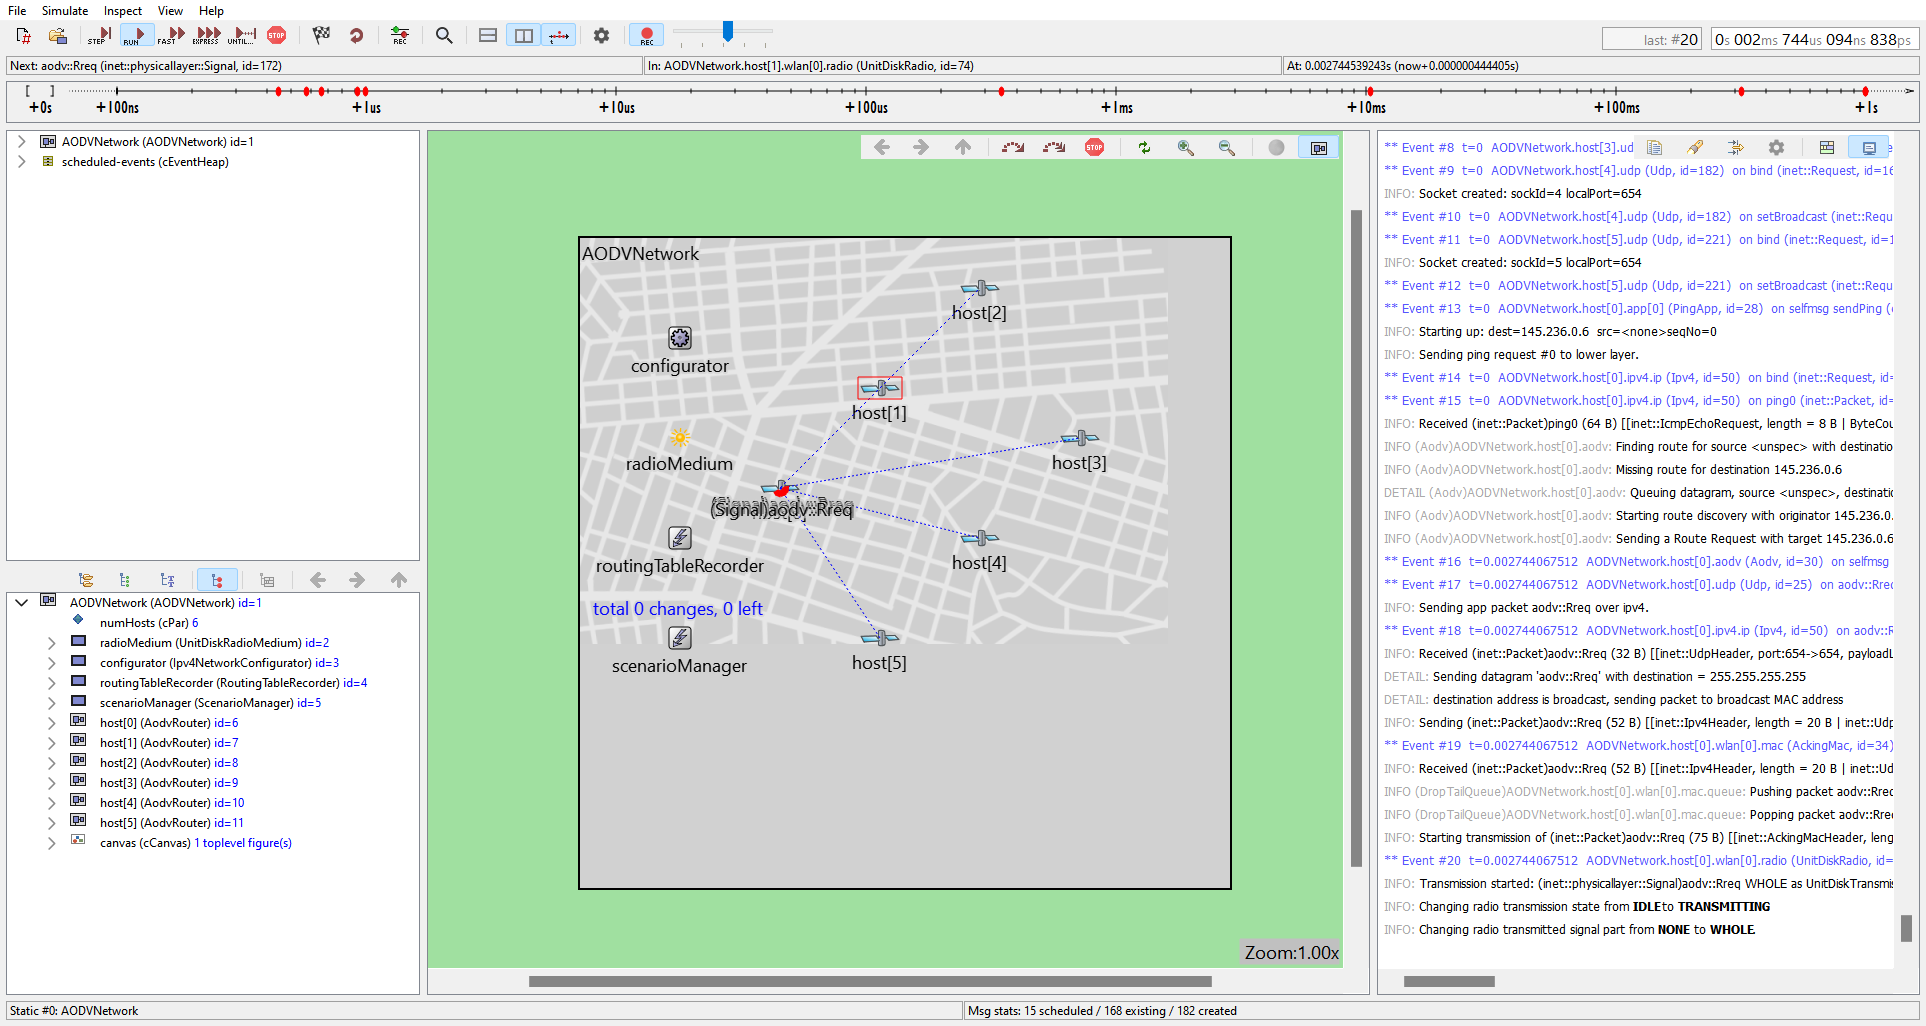 File Simulate Inspect View Help
STEP RUN FAST EXPRESS UNTIL... STOP REC REC
last: #20 0s 002ms 744us 094ns 838ps
Next: aodv::Rreq (inet::physicallayer::Signal, id=172) In: AODVNetwork.host[1].wlan[0].radio (UnitDiskRadio, id=74) At: 0.002744539243s (now+0.000000444405s)
[ ]
+0s +100ns +1us +10us +100us +1ms +10ms +100ms +1s
AODVNetwork (AODVNetwork) id=1
scheduled-events (cEventHeap)
AODVNetwork (AODVNetwork) id=1
numHosts (cPar) 6
radioMedium (UnitDiskRadioMedium) id=2
configurator (Ipv4NetworkConfigurator) id=3
routingTableRecorder (RoutingTableRecorder) id=4
scenarioManager (ScenarioManager) id=5
host[0] (AodvRouter) id=6
host[1] (AodvRouter) id=7
host[2] (AodvRouter) id=8
host[3] (AodvRouter) id=9
host[4] (AodvRouter) id=10
host[5] (AodvRouter) id=11
canvas (cCanvas) 1 toplevel figure(s)
STOP
AODVNetwork
host[2]
configurator
host[1]
radioMedium
host[3]
(Signal)aodv::Rreq
routingTableRecorder
host[4]
total 0 changes, 0 left
scenarioManager
host[5]
Zoom:1.00x
** Event #8 t=0 AODVNetwork.host[3].ud
** Event #9 t=0 AODVNetwork.host[4].udp (Udp, id=182) on bind (inet::Request, id=16
INFO: Socket created: sockId=4 localPort=654
** Event #10 t=0 AODVNetwork.host[4].udp (Udp, id=182) on setBroadcast (inet::Requ
** Event #11 t=0 AODVNetwork.host[5].udp (Udp, id=221) on bind (inet::Request, id=1
INFO: Socket created: sockId=5 localPort=654
** Event #12 t=0 AODVNetwork.host[5].udp (Udp, id=221) on setBroadcast (inet::Requ
** Event #13 t=0 AODVNetwork.host[0].app[0] (PingApp, id=28) on selfmsg sendPing (
INFO: Starting up: dest=145.236.0.6 src=<none>seqNo=0
INFO: Sending ping request #0 to lower layer.
** Event #14 t=0 AODVNetwork.host[0].ipv4.ip (Ipv4, id=50) on bind (inet::Request, id=
** Event #15 t=0 AODVNetwork.host[0].ipv4.ip (Ipv4, id=50) on ping0 (inet::Packet, id=
INFO: Received (inet::Packet)ping0 (64 B) [[inet::IcmpEchoRequest, length = 8 B | ByteCou
INFO (Aodv)AODVNetwork.host[0].aodv: Finding route for source <unspec> with destinatio
INFO (Aodv)AODVNetwork.host[0].aodv: Missing route for destination 145.236.0.6
DETAIL (Aodv)AODVNetwork.host[0].aodv: Queuing datagram, source <unspec>, destinatio
INFO (Aodv)AODVNetwork.host[0].aodv: Starting route discovery with originator 145.236.0.
INFO (Aodv)AODVNetwork.host[0].aodv: Sending a Route Request with target 145.236.0.6
** Event #16 t=0.002744067512 AODVNetwork.host[0].aodv (Aodv, id=30) on selfmsg
** Event #17 t=0.002744067512 AODVNetwork.host[0].udp (Udp, id=25) on aodv::Rrec
INFO: Sending app packet aodv::Rreq over ipv4.
** Event #18 t=0.002744067512 AODVNetwork.host[0].ipv4.ip (Ipv4, id=50) on aodv::R
INFO: Received (inet::Packet)aodv::Rreq (32 B) [[inet::UdpHeader, port:654->654, payloadL
DETAIL: Sending datagram 'aodv::Rreq' with destination = 255.255.255.255
DETAIL: destination address is broadcast, sending packet to broadcast MAC address
INFO: Sending (inet::Packet)aodv::Rreq (52 B) [[inet::Ipv4Header, length = 20 B | inet::Udp
** Event #19 t=0.002744067512 AODVNetwork.host[0].wlan[0].mac (AckingMac, id=34)
INFO: Received (inet::Packet)aodv::Rreq (52 B) [[inet::Ipv4Header, length = 20 B | inet::Ud
INFO (DropTailQueue)AODVNetwork.host[0].wlan[0].mac.queue: Pushing packet aodv::Rrec
INFO (DropTailQueue)AODVNetwork.host[0].wlan[0].mac.queue: Popping packet aodv::Rre
INFO: Starting transmission of (inet::Packet)aodv::Rreq (75 B) [[inet::AckingMacHeader, leng
** Event #20 t=0.002744067512 AODVNetwork.host[0].wlan[0].radio (UnitDiskRadio, id=
INFO: Transmission started: (inet::physicallayer::Signal)aodv::Rreq WHOLE as UnitDiskTransmis
INFO: Changing radio transmission state from IDLE to TRANSMITTING
INFO: Changing radio transmitted signal part from NONE to WHOLE.
Static #0: AODVNetwork Msg stats: 15 scheduled / 168 existing / 182 created